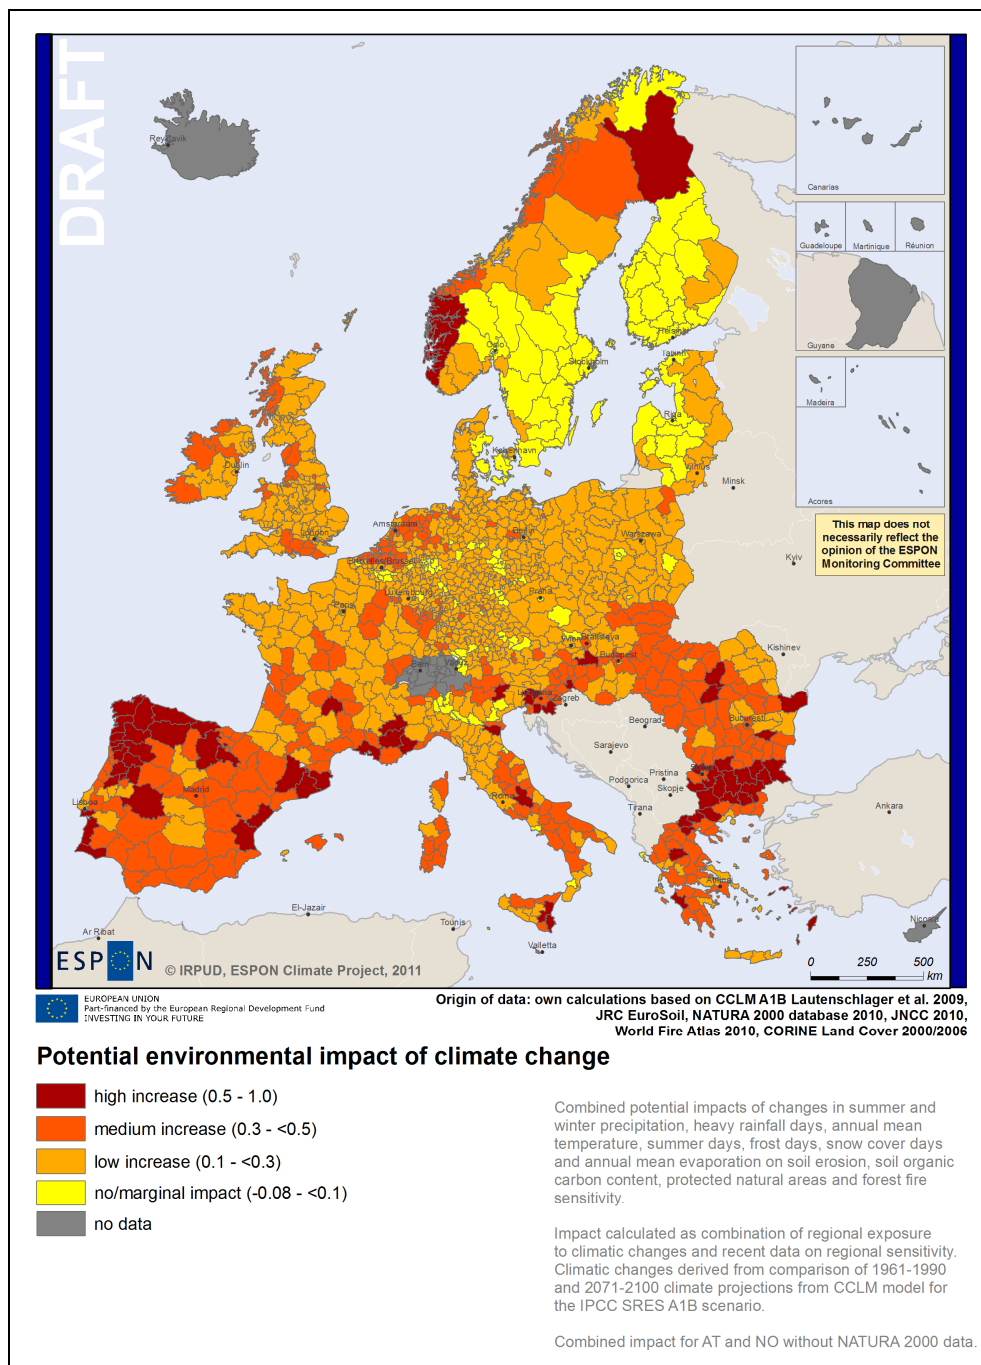 DRAFT
Reykjavik
Canarias
Guadeloupe
Martinique
Réunion
Guyane
Madeira
Acores
This map does not
necessarily reflect the
opinion of the ESPON
Monitoring Committee
Oslo
Helsinki
Tallinn
Stockholm
Riga
København
Vilnius
Minsk
Dublin
London
Amsterdam
Berlin
Warszawa
Kyiv
Bruxelles/Brussel
Luxembourg
Praha
Paris
Wien
Bratislava
Budapest
Kishinev
Bern
Vaduz
Ljubljana
Zagreb
Beograd
Bucuresti
Sarajevo
Pristina
Podgorica
Skopje
Tirana
Roma
Madrid
Lisboa
Ankara
Nicosia
El-Jazair
Tounis
Ar Ribat
Valletta
0 250 500
km
ESPON
© IRPUD, ESPON Climate Project, 2011
EUROPEAN UNION
Part-financed by the European Regional Development Fund
INVESTING IN YOUR FUTURE
Origin of data: own calculations based on CCLM A1B Lautenschlager et al. 2009,
JRC EuroSoil, NATURA 2000 database 2010, JNCC 2010,
World Fire Atlas 2010, CORINE Land Cover 2000/2006
Potential environmental impact of climate change
high increase (0.5 - 1.0)
medium increase (0.3 - <0.5)
low increase (0.1 - <0.3)
no/marginal impact (-0.08 - <0.1)
no data
Combined potential impacts of changes in summer and
winter precipitation, heavy rainfall days, annual mean
temperature, summer days, frost days, snow cover days
and annual mean evaporation on soil erosion, soil organic
carbon content, protected natural areas and forest fire
sensitivity.
Impact calculated as combination of regional exposure
to climatic changes and recent data on regional sensitivity.
Climatic changes derived from comparison of 1961-1990
and 2071-2100 climate projections from CCLM model for
the IPCC SRES A1B scenario.
Combined impact for AT and NO without NATURA 2000 data.